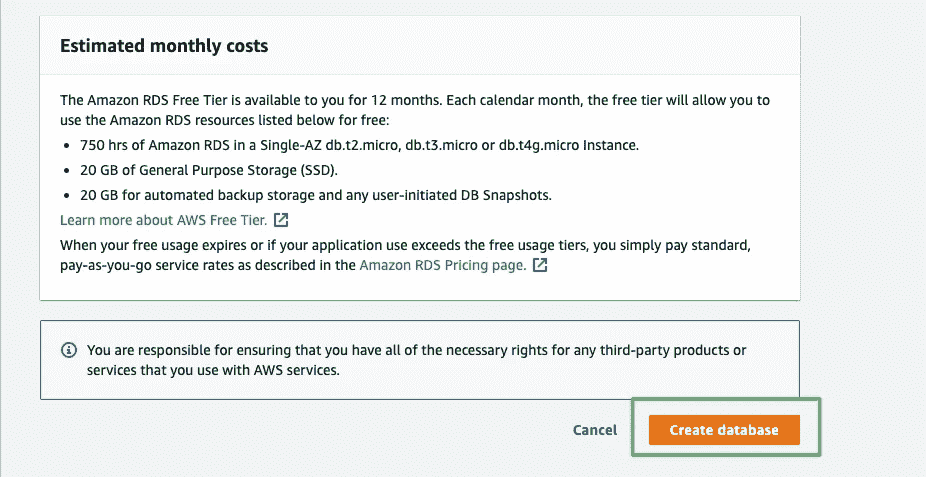 Estimated monthly costs
The Amazon RDS Free Tier is available to you for 12 months. Each calendar month, the free tier will allow you to
use the Amazon RDS resources listed below for free:
• 750 hrs of Amazon RDS in a Single-AZ db.t2.micro, db.t3.micro or db.t4g.micro Instance.
• 20 GB of General Purpose Storage (SSD).
• 20 GB for automated backup storage and any user-initiated DB Snapshots.
Learn more about AWS Free Tier.
When your free usage expires or if your application use exceeds the free usage tiers, you simply pay standard,
pay-as-you-go service rates as described in the Amazon RDS Pricing page.
You are responsible for ensuring that you have all of the necessary rights for any third-party products or
services that you use with AWS services.
Cancel Create database